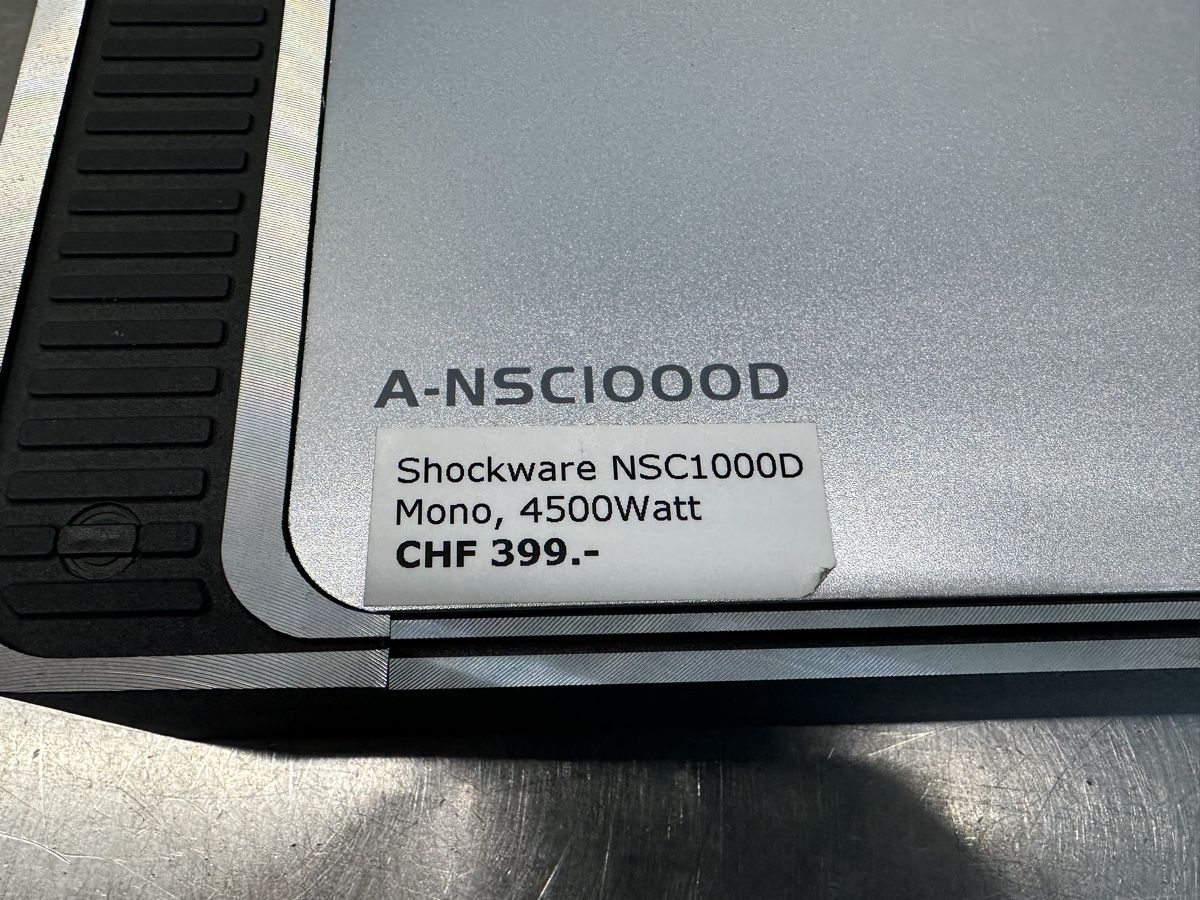 A-NSC1000D
Shockware NSC1000D
Mono, 4500Watt
CHF 399.-